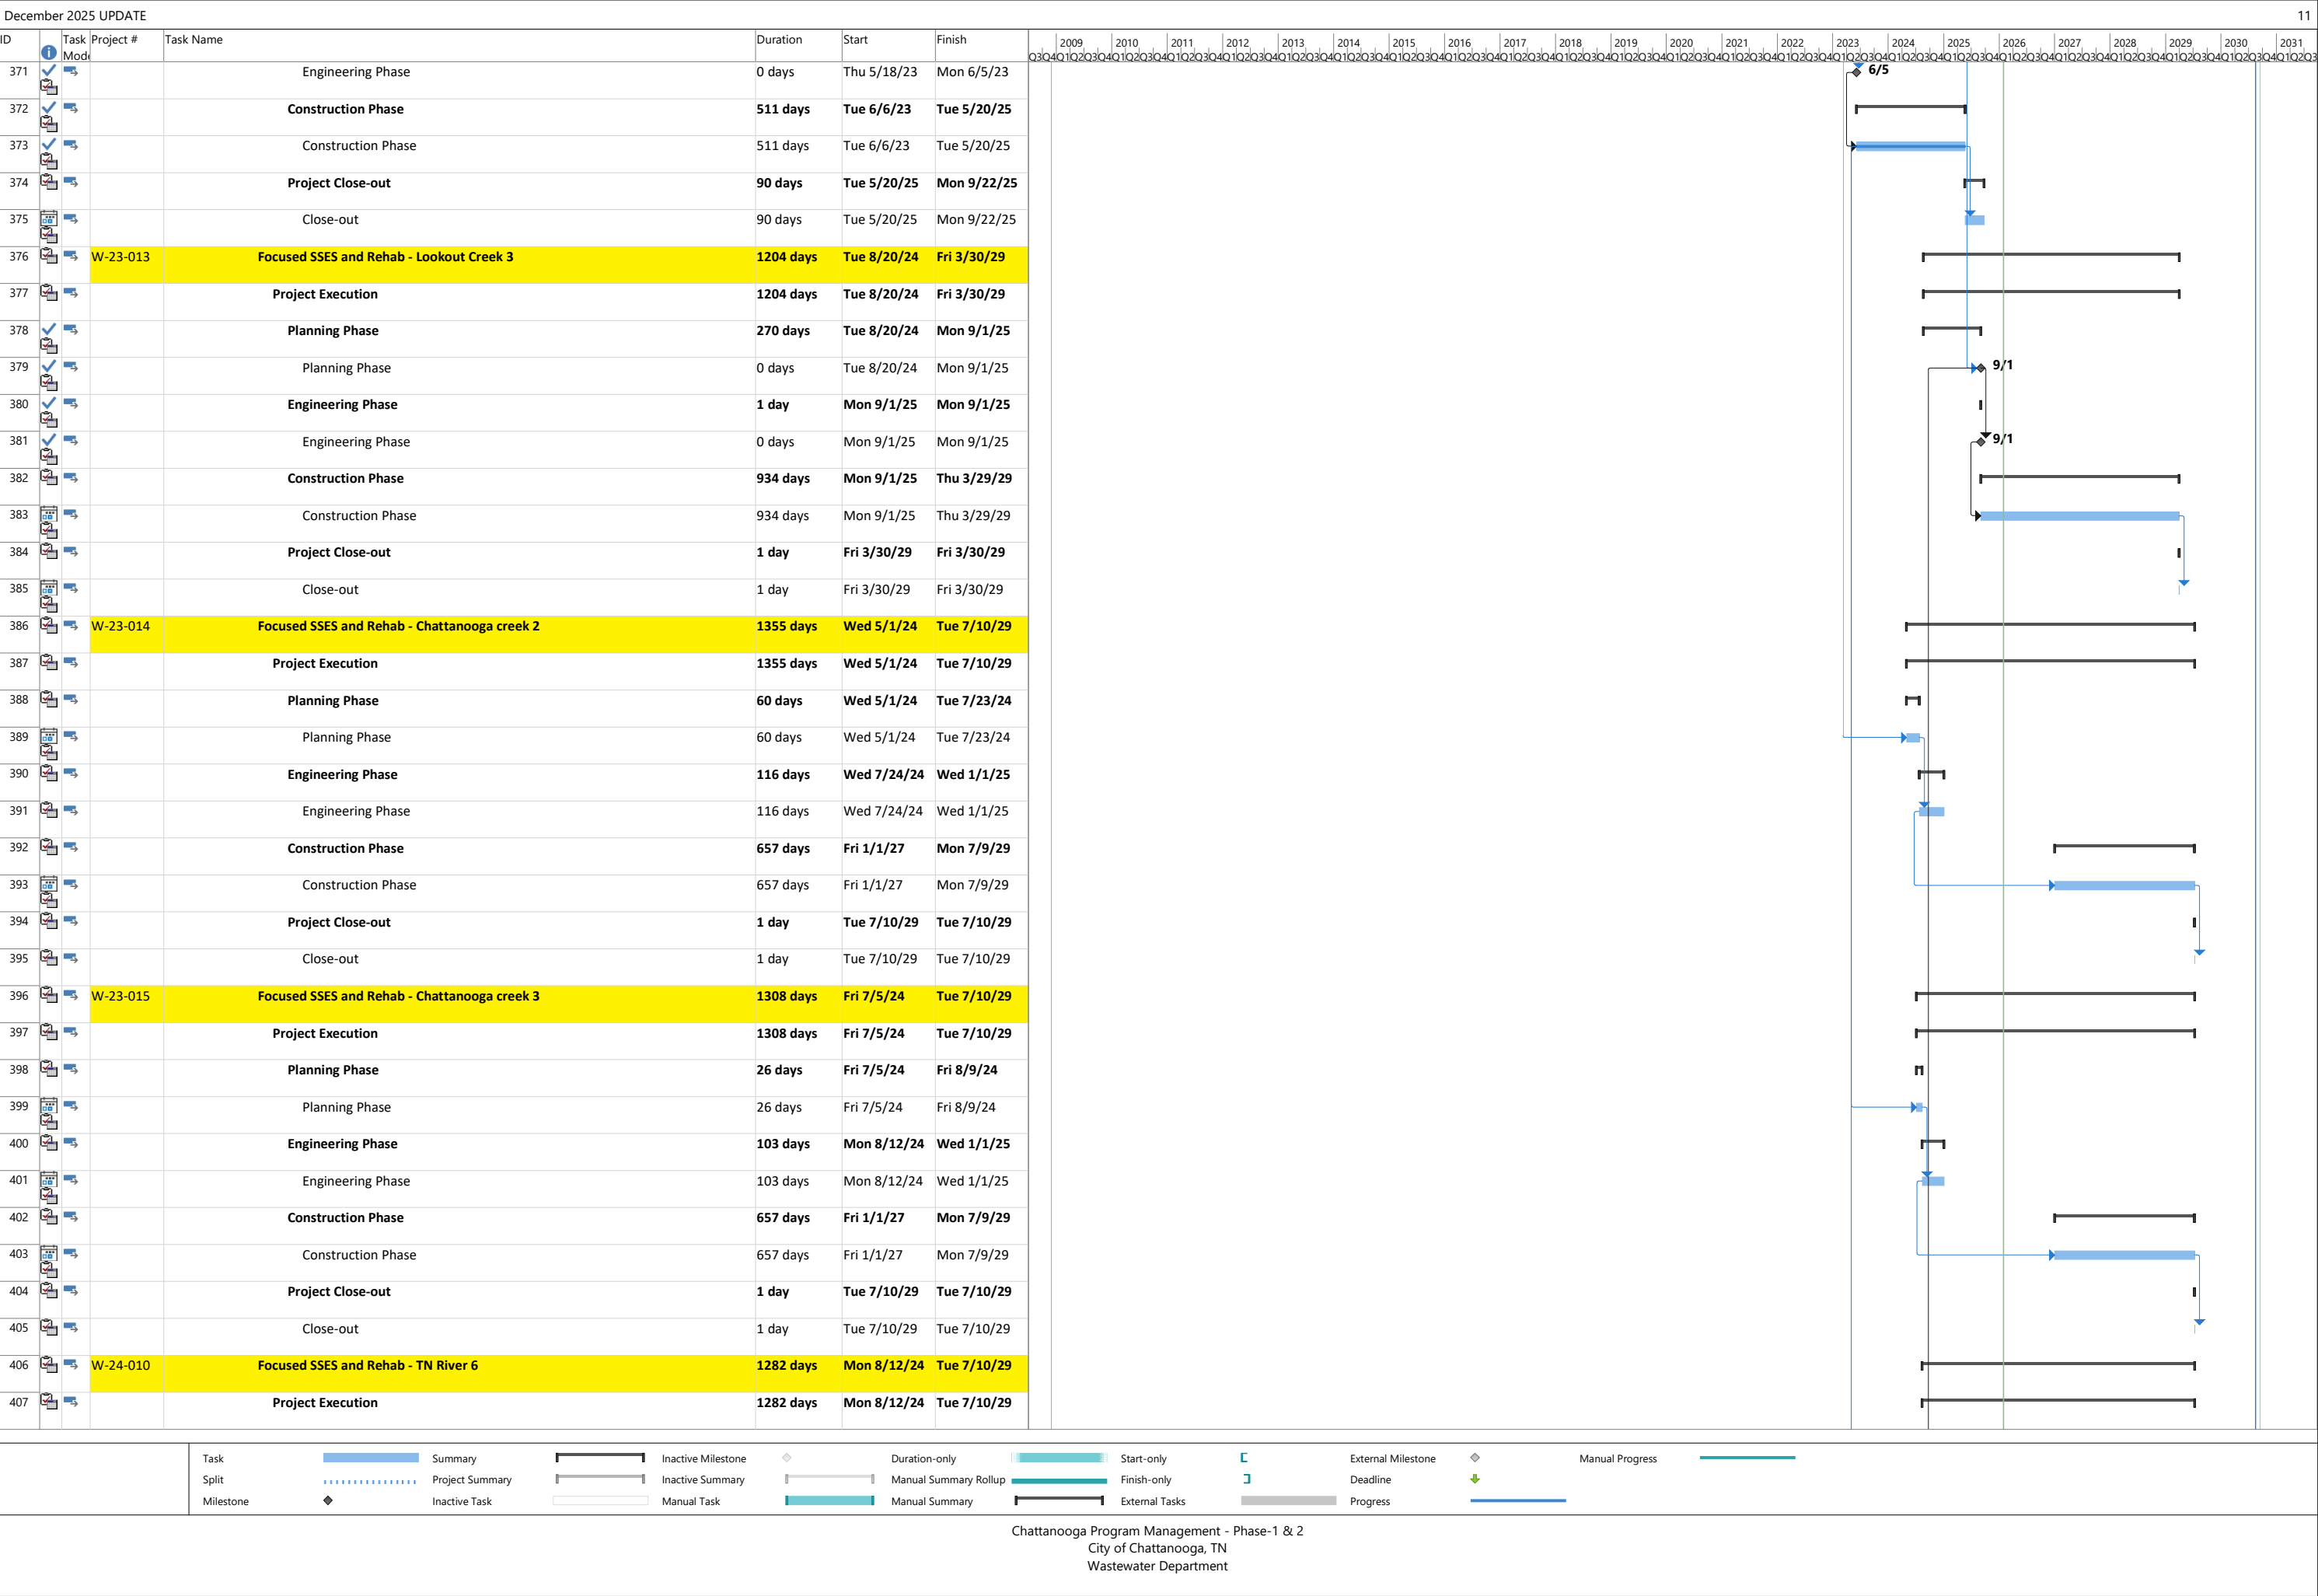 December 2025 UPDATE 11
ID Task Mode Project # Task Name Duration Start Finish
2009 2010 2011 2012 2013 2014 2015 2016 2017 2018 2019 2020 2021 2022 2023 2024 2025 2026 2027 2028 2029 2030 2031
Q3Q4Q1Q2Q3Q4Q1Q2Q3Q4Q1Q2Q3Q4Q1Q2Q3Q4Q1Q2Q3Q4Q1Q2Q3Q4Q1Q2Q3Q4Q1Q2Q3Q4Q1Q2Q3Q4Q1Q2Q3Q4Q1Q2Q3Q4Q1Q2Q3Q4Q1Q2Q3Q4Q1Q2Q3Q4Q1Q2Q3Q4Q1Q2Q3Q4Q1Q2Q3Q4Q1Q2Q3Q4Q1Q2Q3Q4Q1Q2Q3Q4Q1Q2Q3Q4Q1Q2Q3Q4Q1Q2Q3
371 Engineering Phase 0 days Thu 5/18/23 Mon 6/5/23 6/5
372 Construction Phase 511 days Tue 6/6/23 Tue 5/20/25
373 Construction Phase 511 days Tue 6/6/23 Tue 5/20/25
374 Project Close-out 90 days Tue 5/20/25 Mon 9/22/25
375 Close-out 90 days Tue 5/20/25 Mon 9/22/25
376 W-23-013 Focused SSES and Rehab - Lookout Creek 3 1204 days Tue 8/20/24 Fri 3/30/29
377 Project Execution 1204 days Tue 8/20/24 Fri 3/30/29
378 Planning Phase 270 days Tue 8/20/24 Mon 9/1/25
379 Planning Phase 0 days Tue 8/20/24 Mon 9/1/25 9/1
380 Engineering Phase 1 day Mon 9/1/25 Mon 9/1/25
381 Engineering Phase 0 days Mon 9/1/25 Mon 9/1/25 9/1
382 Construction Phase 934 days Mon 9/1/25 Thu 3/29/29
383 Construction Phase 934 days Mon 9/1/25 Thu 3/29/29
384 Project Close-out 1 day Fri 3/30/29 Fri 3/30/29
385 Close-out 1 day Fri 3/30/29 Fri 3/30/29
386 W-23-014 Focused SSES and Rehab - Chattanooga creek 2 1355 days Wed 5/1/24 Tue 7/10/29
387 Project Execution 1355 days Wed 5/1/24 Tue 7/10/29
388 Planning Phase 60 days Wed 5/1/24 Tue 7/23/24
389 Planning Phase 60 days Wed 5/1/24 Tue 7/23/24
390 Engineering Phase 116 days Wed 7/24/24 Wed 1/1/25
391 Engineering Phase 116 days Wed 7/24/24 Wed 1/1/25
392 Construction Phase 657 days Fri 1/1/27 Mon 7/9/29
393 Construction Phase 657 days Fri 1/1/27 Mon 7/9/29
394 Project Close-out 1 day Tue 7/10/29 Tue 7/10/29
395 Close-out 1 day Tue 7/10/29 Tue 7/10/29
396 W-23-015 Focused SSES and Rehab - Chattanooga creek 3 1308 days Fri 7/5/24 Tue 7/10/29
397 Project Execution 1308 days Fri 7/5/24 Tue 7/10/29
398 Planning Phase 26 days Fri 7/5/24 Fri 8/9/24
399 Planning Phase 26 days Fri 7/5/24 Fri 8/9/24
400 Engineering Phase 103 days Mon 8/12/24 Wed 1/1/25
401 Engineering Phase 103 days Mon 8/12/24 Wed 1/1/25
402 Construction Phase 657 days Fri 1/1/27 Mon 7/9/29
403 Construction Phase 657 days Fri 1/1/27 Mon 7/9/29
404 Project Close-out 1 day Tue 7/10/29 Tue 7/10/29
405 Close-out 1 day Tue 7/10/29 Tue 7/10/29
406 W-24-010 Focused SSES and Rehab - TN River 6 1282 days Mon 8/12/24 Tue 7/10/29
407 Project Execution 1282 days Mon 8/12/24 Tue 7/10/29
Task Summary Inactive Milestone Duration-only Start-only External Milestone Manual Progress
Split Project Summary Inactive Summary Manual Summary Rollup Finish-only Deadline
Milestone Inactive Task Manual Task Manual Summary External Tasks Progress
Chattanooga Program Management - Phase-1 & 2
City of Chattanooga, TN
Wastewater Department